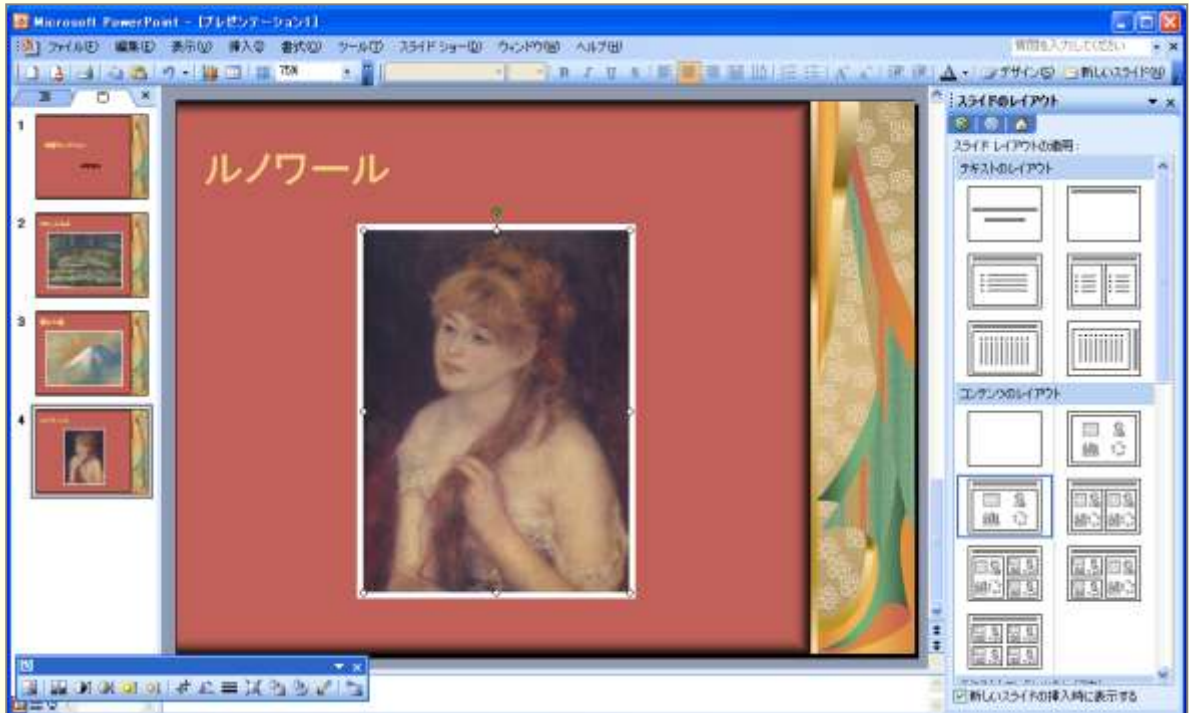 Microsoft PowerPoint - [プレゼンテーション1]
ファイル(F) 編集(E) 表示(V) 挿入(I) 書式(O) ツール(T) スライド ショー(D) ウィンドウ(W) ヘルプ(H) 質問を入力してください
75% B I U S A デザイン(S) 新しいスライド(N)
1
2
3
4
ルノワール
スライドのレイアウト
スライド レイアウトの適用:
テキストのレイアウト
コンテンツのレイアウト
新しいスライドの挿入時に表示する